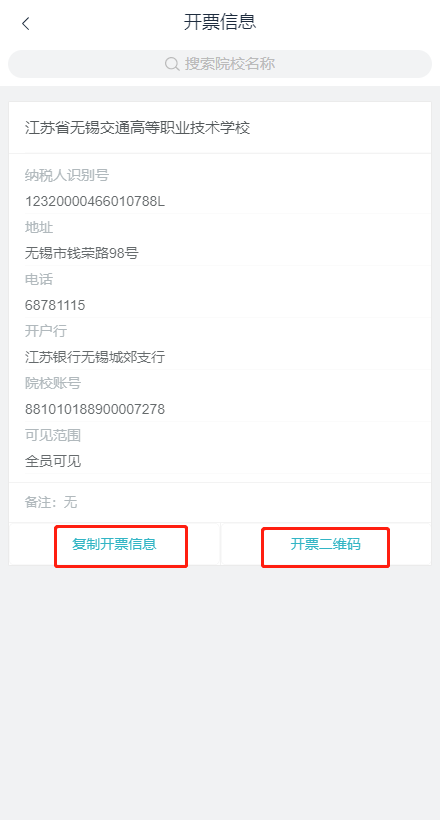 开票信息
搜索院校名称
江苏省无锡交通高等职业技术学校
纳税人识别号
12320000466010788L
地址
无锡市钱荣路98号
电话
68781115
开户行
江苏银行无锡城郊支行
院校账号
881010188900007278
可见范围
全员可见
备注：无
复制开票信息
开票二维码